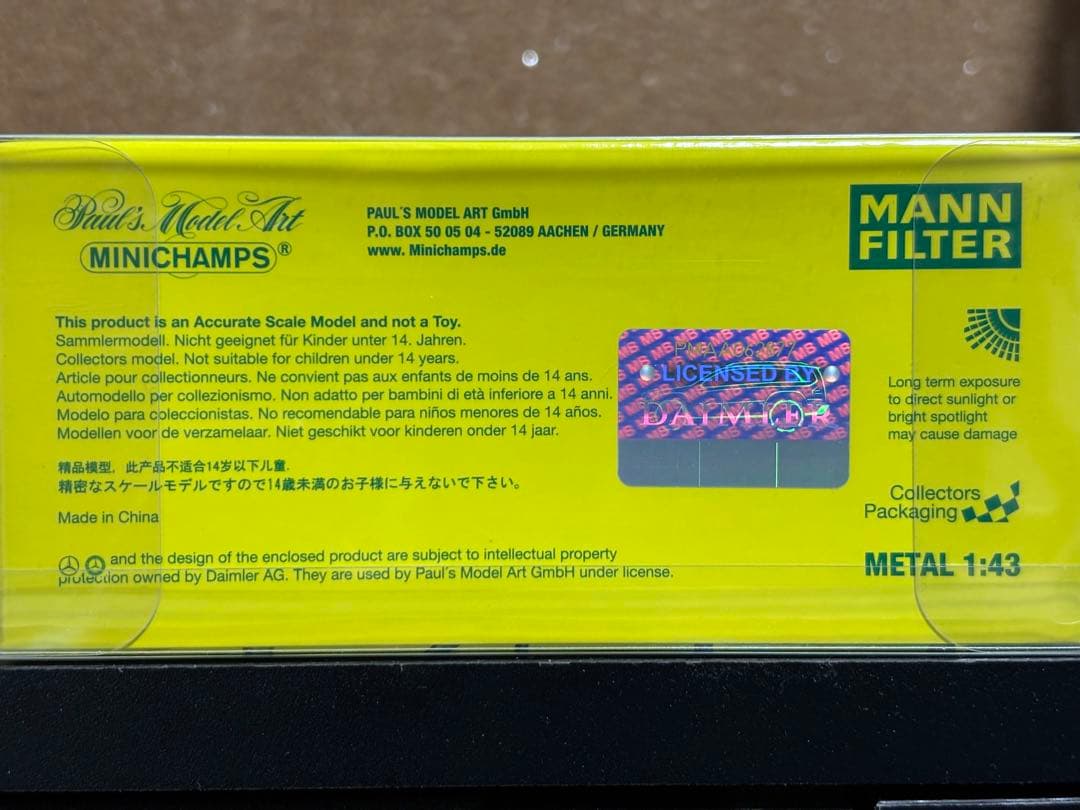 Paul's Model Art
MINICHAMPS®
PAUL´S MODEL ART GmbH
P.O. BOX 50 05 04 - 52089 AACHEN / GERMANY
www. Minichamps.de
MANN
FILTER
This product is an Accurate Scale Model and not a Toy.
Sammlermodell. Nicht geeignet für Kinder unter 14. Jahren.
Collectors model. Not suitable for children under 14 years.
Article pour collectionneurs. Ne convient pas aux enfants de moins de 14 ans.
Automodello per collezionismo. Non adatto per bambini di età inferiore a 14 anni.
Modelo para coleccionistas. No recomendable para niños menores de 14 años.
Modellen voor de verzamelaar. Niet geschikt voor kinderen onder 14 jaar.
精品模型，此产品不适合14岁以下儿童.
精密なスケールモデルですので14歳未満のお子様に与えないで下さい。
Made in China
and the design of the enclosed product are subject to intellectual property
protection owned by Daimler AG. They are used by Paul´s Model Art GmbH under license.
LICENSED BY
DAIMLER
Long term exposure
to direct sunlight or
bright spotlight
may cause damage
Collectors
Packaging
METAL 1:43